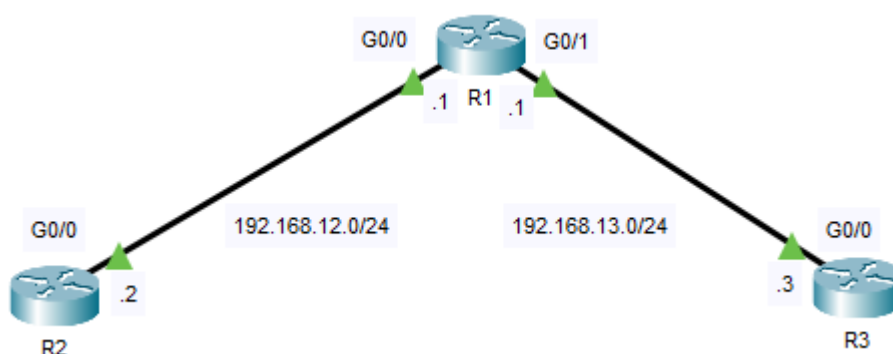 G0/0
G0/1
.1
R1
.1
192.168.12.0/24
192.168.13.0/24
G0/0
G0/0
.2
.3
R2
R3